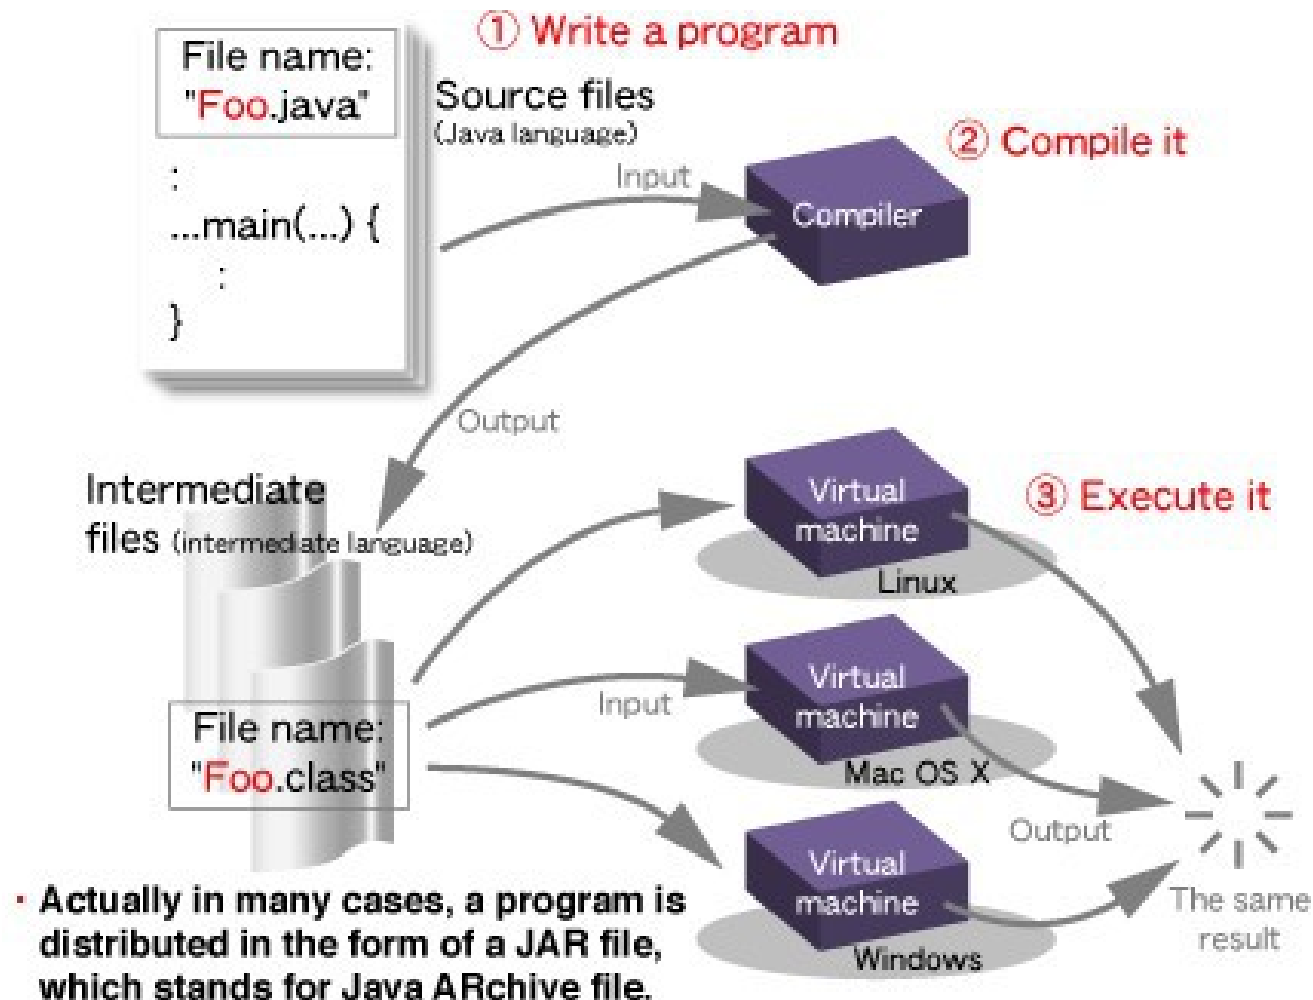 ① Write a program
File name:
"Foo.java"
Source files
(Java language)
:
...main(...) {
:
}
Input
② Compile it
Compiler
Output
Intermediate
files (intermediate language)
File name:
"Foo.class"
Input
③ Execute it
Virtual
machine
Linux
Virtual
machine
Mac OS X
Virtual
machine
Windows
Output
The same
result
· Actually in many cases, a program is
distributed in the form of a JAR file,
which stands for Java ARchive file.